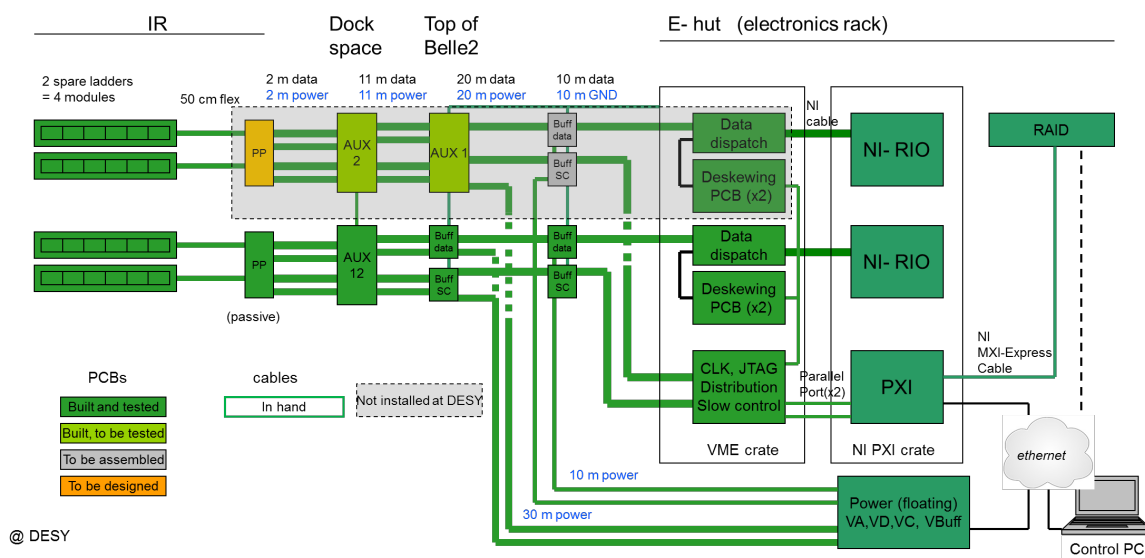 IR
Dock
space
Top of
Belle2
E- hut (electronics rack)
2 spare ladders
= 4 modules
50 cm flex
2 m data
2 m power
11 m data
11 m power
20 m data
20 m power
10 m data
10 m GND
NI
cable
PP
AUX
2
AUX 1
Buff
data
Buff
SC
Data
dispatch
Deskewing
PCB (x2)
NI- RIO
RAID
PP
(passive)
AUX
12
Buff
data
Buff
SC
Buff
data
Buff
SC
Data
dispatch
Deskewing
PCB (x2)
NI- RIO
CLK, JTAG
Distribution
Slow control
Parallel
Port(x2)
PXI
NI
MXI-Express
Cable
VME crate
NI PXI crate
PCBs
Built and tested
Built, to be tested
To be assembled
To be designed
cables
In hand
Not installed at DESY
10 m power
30 m power
Power (floating)
VA,VD,VC, VBuff
ethernet
Control PC
@ DESY